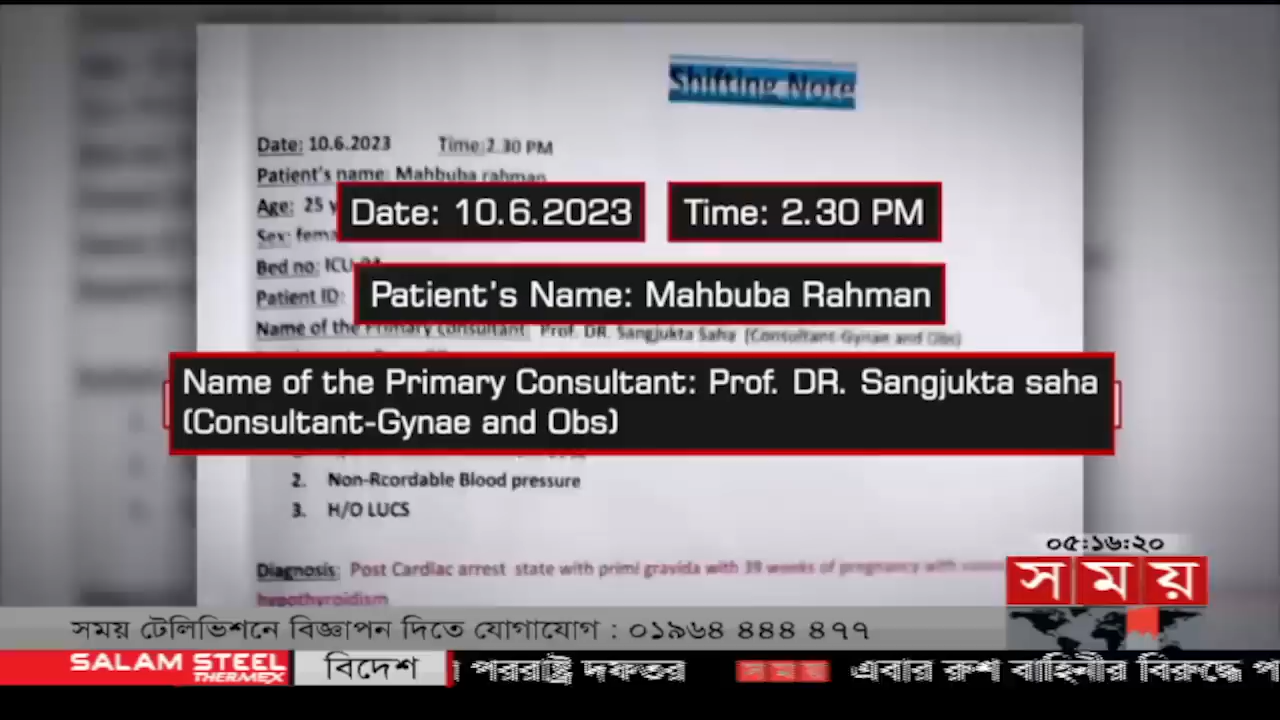 Shifting Note
Date: 10.6.2023 Time:2.30 PM
Patient's name: Mahbuba rahman
Age: 25
Date: 10.6.2023 Time: 2.30 PM
Sex:
Bed no: ICU
Patient ID:
Patient's Name: Mahbuba Rahman
Name of the Primary consultant: Prof. DR. Sangjukta Saha (Consultant-Gynae and Obs)
Name of the Primary Consultant: Prof. DR. Sangjukta saha
(Consultant-Gynae and Obs)
2. Non-Rcordable Blood pressure
3. H/O LUCS
০৫:১৬:২০
Diagnosis: Post Cardiac arrest state with primi gravida with 39 weeks of pregnancy with
সময়
hypothyroidism
সময় টেলিভিশনে বিজ্ঞাপন দিতে যোগাযোগ : ০১৯৬৪ ৪৪৪ ৪৭৭
SALAM STEEL
THERMEX
বিদেশ পররাষ্ট্র দফতর সময় এবার রুশ বাহিনীর বিরুদ্ধে